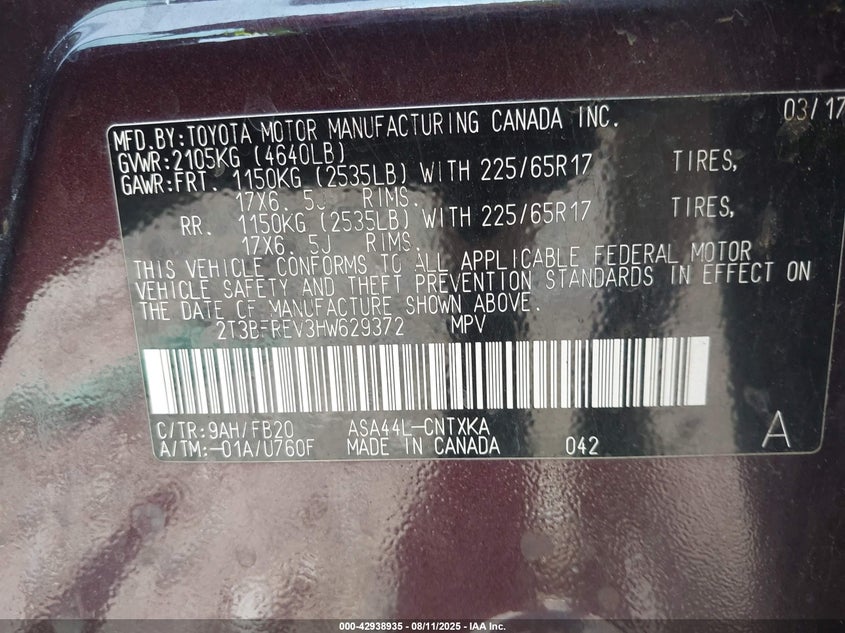 03/17
MFD.BY:TOYOTA MOTOR MANUFACTURING CANADA INC.
GVWR:2105KG (4640LB)
GAWR:FRT. 1150KG (2535LB) WITH 225/65R17 TIRES,
17X6.5J RIMS.
RR. 1150KG (2535LB) WITH 225/65R17 TIRES,
17X6.5J RIMS.
THIS VEHICLE CONFORMS TO ALL APPLICABLE FEDERAL MOTOR
VEHICLE SAFETY AND THEFT PREVENTION STANDARDS IN EFFECT ON
THE DATE OF MANUFACTURE SHOWN ABOVE.
2T3BFREV3HW629372 MPV
C/TR:9AH/FB20 ASA44L-CNTXKA
A/TM:-01A/U760F MADE IN CANADA 042 A
000-42938935 - 08/11/2025 - IAA Inc.